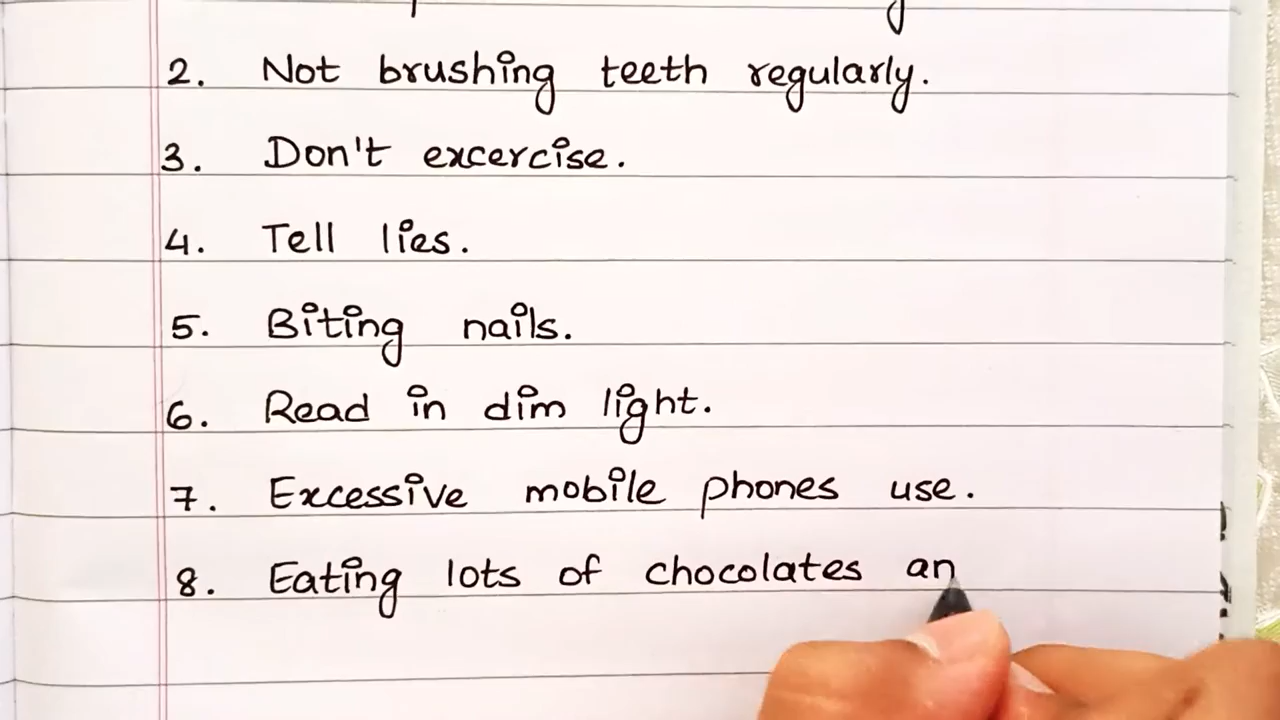 2. Not brushing teeth regularly.
3. Don't excercise.
4. Tell lies.
5. Biting nails.
6. Read in dim light.
7. Excessive mobile phones use.
8. Eating lots of chocolates an